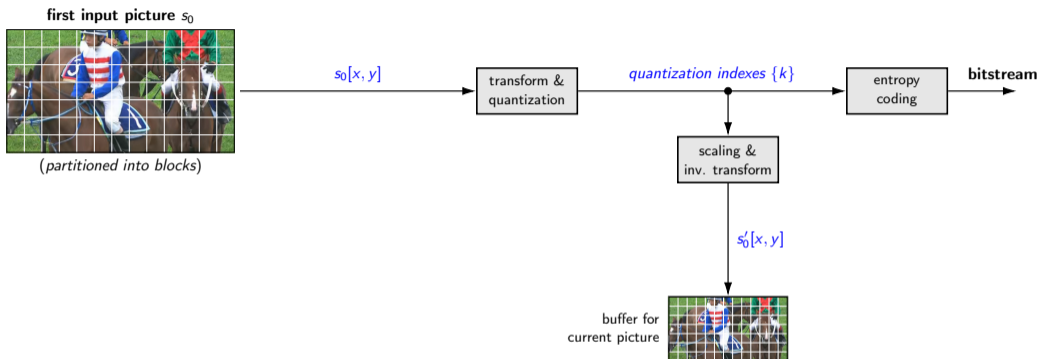 first input picture s₀
(partitioned into blocks)
s₀[x, y]
transform &
quantization
quantization indexes {k}
entropy
coding
bitstream
scaling &
inv. transform
s′₀[x, y]
buffer for
current picture